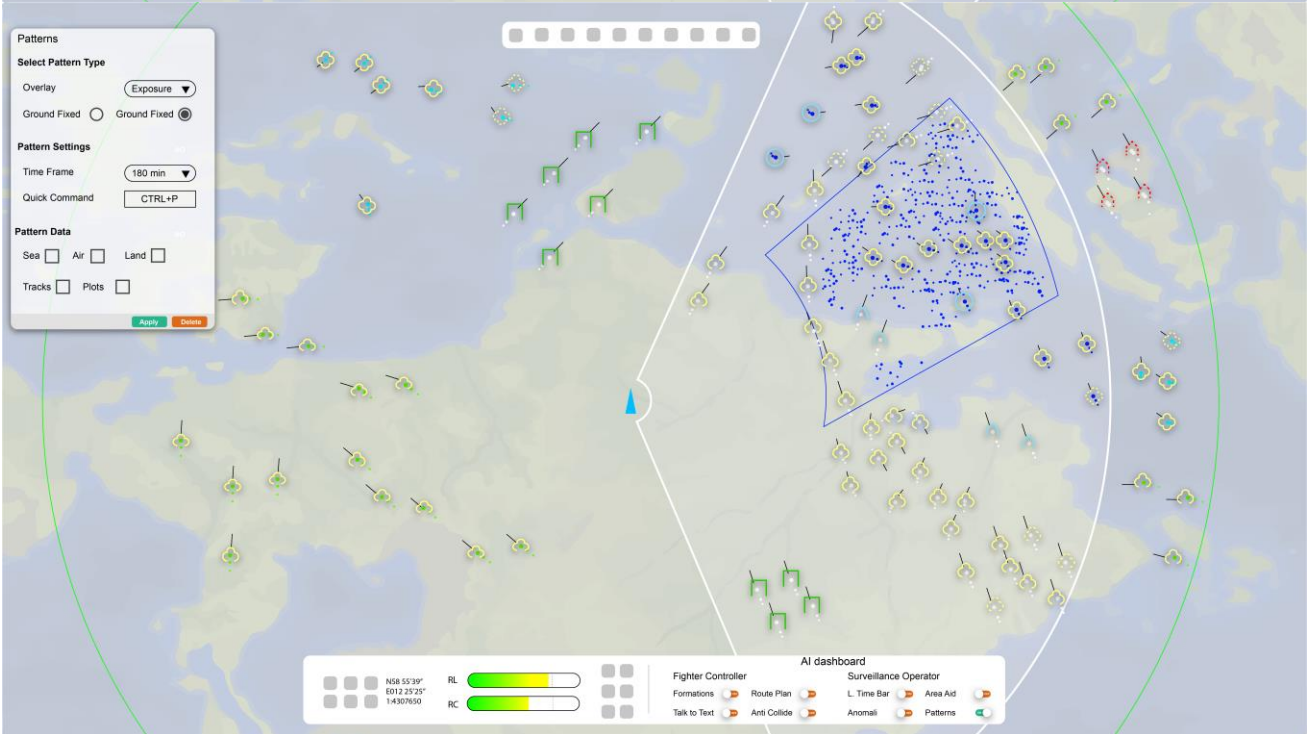 Patterns
Select Pattern Type
Overlay Exposure
Ground Fixed Ground Fixed
Pattern Settings
Time Frame 180 min
Quick Command CTRL+P
Pattern Data
Sea Air Land
Tracks Plots
Apply Delete
N58 55'39"
E012 25'25"
1:4307650
RL
RC
AI dashboard
Fighter Controller Surveillance Operator
Formations Route Plan L. Time Bar Area Aid
Talk to Text Anti Collide Anomali Patterns